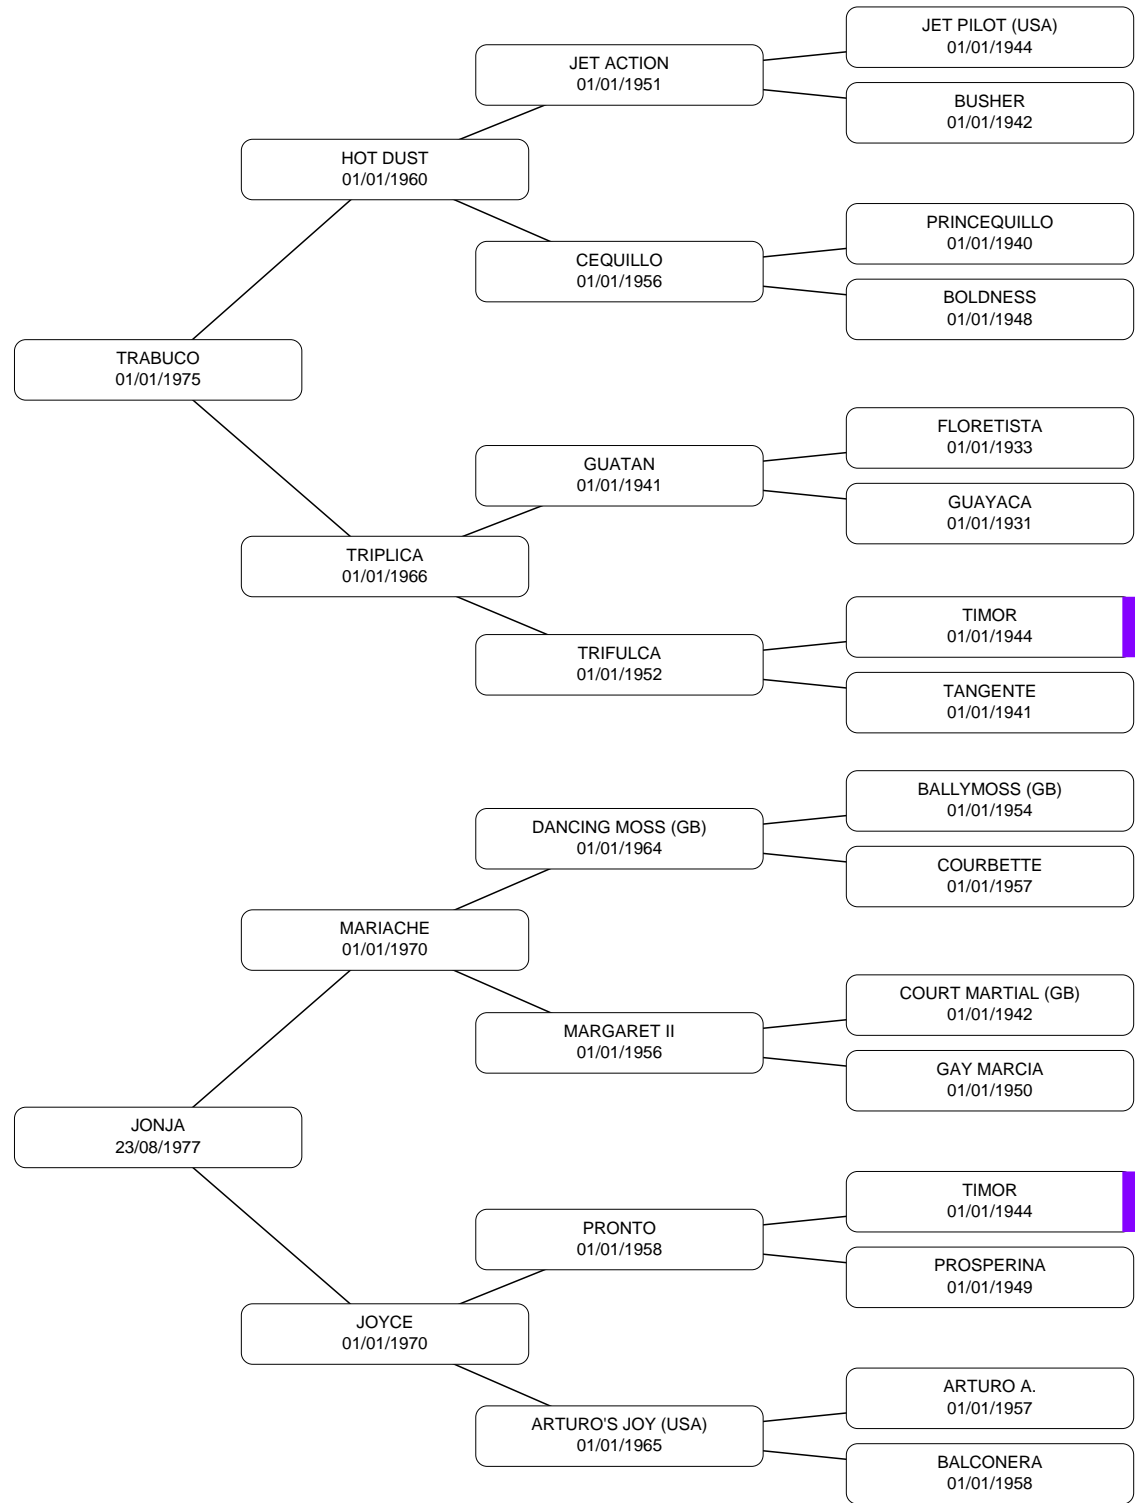 JET PILOT (USA)
01/01/1944
JET ACTION
01/01/1951
BUSHER
01/01/1942
HOT DUST
01/01/1960
PRINCEQUILLO
01/01/1940
CEQUILLO
01/01/1956
BOLDNESS
01/01/1948
TRABUCO
01/01/1975
FLORETISTA
01/01/1933
GUATAN
01/01/1941
GUAYACA
01/01/1931
TRIPLICA
01/01/1966
TIMOR
01/01/1944
TRIFULCA
01/01/1952
TANGENTE
01/01/1941
BALLYMOSS (GB)
01/01/1954
DANCING MOSS (GB)
01/01/1964
COURBETTE
01/01/1957
MARIACHE
01/01/1970
COURT MARTIAL (GB)
01/01/1942
MARGARET II
01/01/1956
GAY MARCIA
01/01/1950
JONJA
23/08/1977
TIMOR
01/01/1944
PRONTO
01/01/1958
PROSPERINA
01/01/1949
JOYCE
01/01/1970
ARTURO A.
01/01/1957
ARTURO'S JOY (USA)
01/01/1965
BALCONERA
01/01/1958